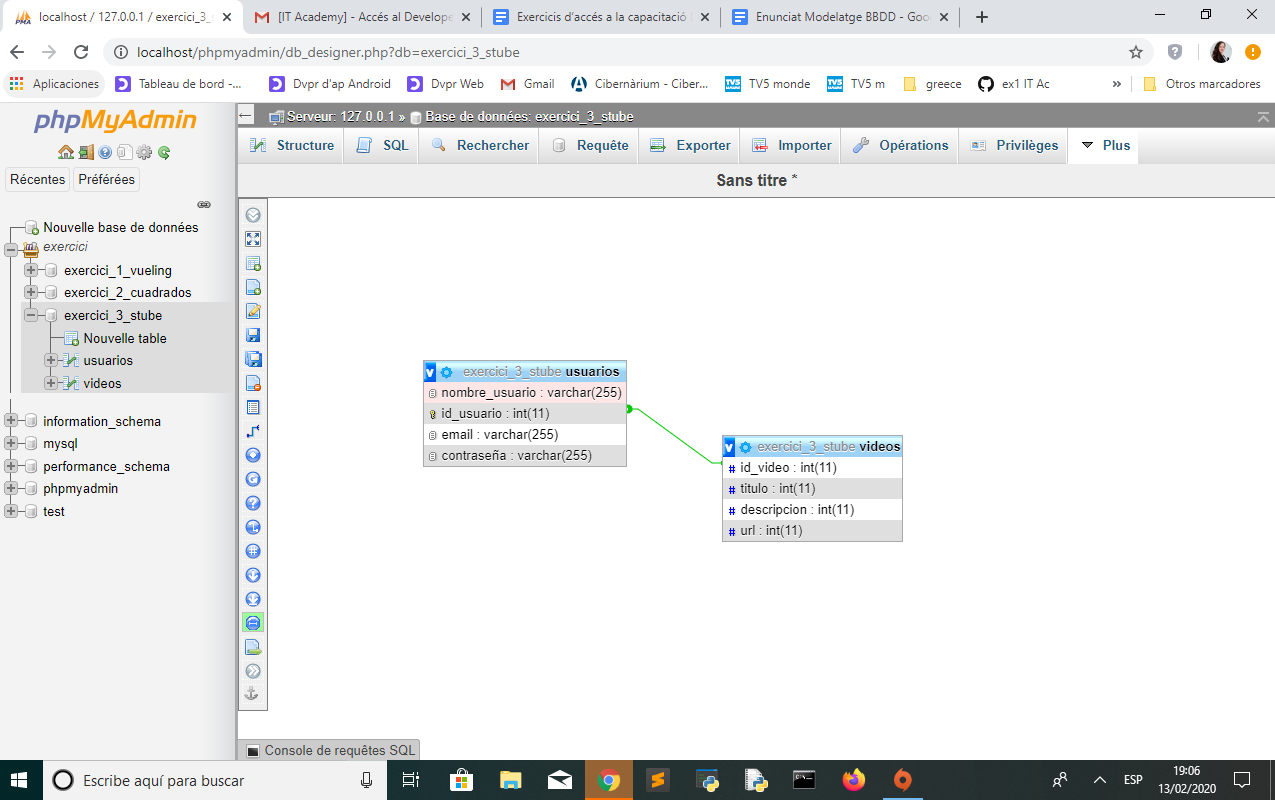 localhost / 127.0.0.1 / exercici_3_s
[IT Academy] - Accés al Develope
Exercicis d'accés a la capacitació
Enunciat Modelatge BBDD - Goo
localhost/phpmyadmin/db_designer.php?db=exercici_3_stube
Aplicaciones
Tableau de bord -...
Dvpr d'ap Android
Dvpr Web
Gmail
Cibernàrium - Ciber...
TV5 monde
TV5 m
greece
ex1 IT Ac
»
Otros marcadores
phpMyAdmin
Récentes
Préférées
Nouvelle base de données
exercici
exercici_1_vueling
exercici_2_cuadrados
exercici_3_stube
Nouvelle table
usuarios
videos
information_schema
mysql
performance_schema
phpmyadmin
test
Serveur: 127.0.0.1 » Base de données: exercici_3_stube
Structure
SQL
Rechercher
Requête
Exporter
Importer
Opérations
Privilèges
Plus
Sans titre *
v exercici_3_stube usuarios
nombre_usuario : varchar(255)
id_usuario : int(11)
email : varchar(255)
contraseña : varchar(255)
v exercici_3_stube videos
# id_video : int(11)
# titulo : int(11)
# descripcion : int(11)
# url : int(11)
Console de requêtes SQL
Escribe aquí para buscar
ESP
19:06
13/02/2020